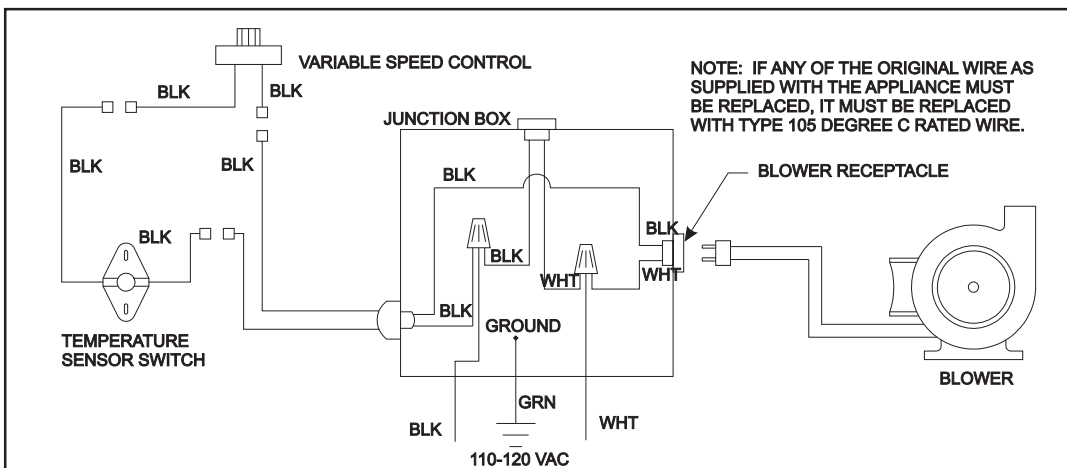 VARIABLE SPEED CONTROL
BLK
BLK
NOTE: IF ANY OF THE ORIGINAL WIRE AS
SUPPLIED WITH THE APPLIANCE MUST
BE REPLACED, IT MUST BE REPLACED
WITH TYPE 105 DEGREE C RATED WIRE.
JUNCTION BOX
BLK
BLK
BLK
BLOWER RECEPTACLE
BLK
BLK
BLK
WHT
WHT
BLK
GROUND
TEMPERATURE
SENSOR SWITCH
BLOWER
GRN
BLK
WHT
110-120 VAC